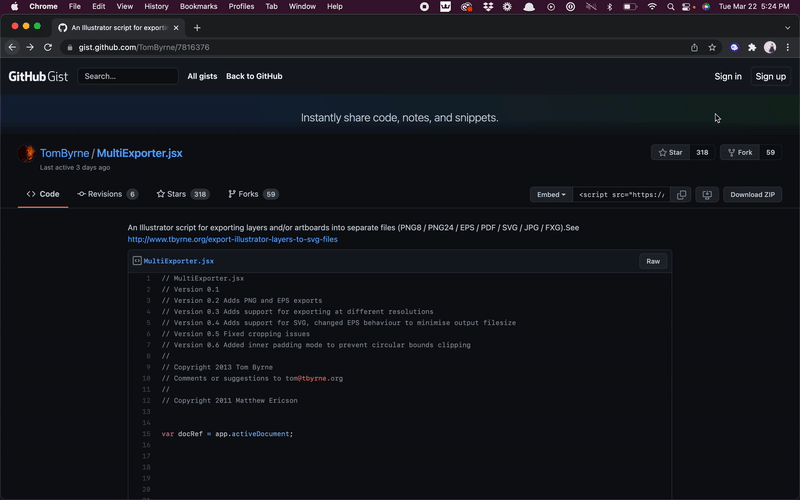 Chrome File Edit View History Bookmarks Profiles Tab Window Help Tue Mar 22 5:24 PM
An Illustrator script for exporti
gist.github.com/TomByrne/7816376
GitHub Gist Search... All gists Back to GitHub Sign in Sign up
Instantly share code, notes, and snippets.
TomByrne / MultiExporter.jsx Star 318 Fork 59
Last active 3 days ago
Code Revisions 6 Stars 318 Forks 59 Embed <script src="https:/ Download ZIP
An Illustrator script for exporting layers and/or artboards into separate files (PNG8 / PNG24 / EPS / PDF / SVG / JPG / FXG).See
http://www.tbyrne.org/export-illustrator-layers-to-svg-files
MultiExporter.jsx Raw
1 // MultiExporter.jsx
2 // Version 0.1
3 // Version 0.2 Adds PNG and EPS exports
4 // Version 0.3 Adds support for exporting at different resolutions
5 // Version 0.4 Adds support for SVG, changed EPS behaviour to minimise output filesize
6 // Version 0.5 Fixed cropping issues
7 // Version 0.6 Added inner padding mode to prevent circular bounds clipping
8 //
9 // Copyright 2013 Tom Byrne
10 // Comments or suggestions to tom@tbyrne.org
11 //
12 // Copyright 2011 Matthew Ericson
13
14
15 var docRef = app.activeDocument;
16
17
18
19
20